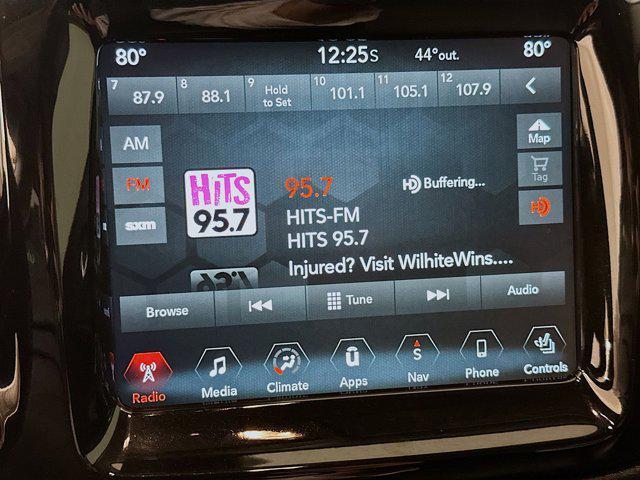 80° 12:25S 44°out. 80°
7 87.9 8 88.1 9 Hold to Set 10 101.1 11 105.1 12 107.9 <
AM
FM
sxm
HiTS
95.7
95.7
HITS-FM
HITS 95.7
Injured? Visit WilhiteWins....
HD Buffering...
Map
Tag
HD
Browse Tune Audio
Radio Media Climate Apps S Nav Phone Controls